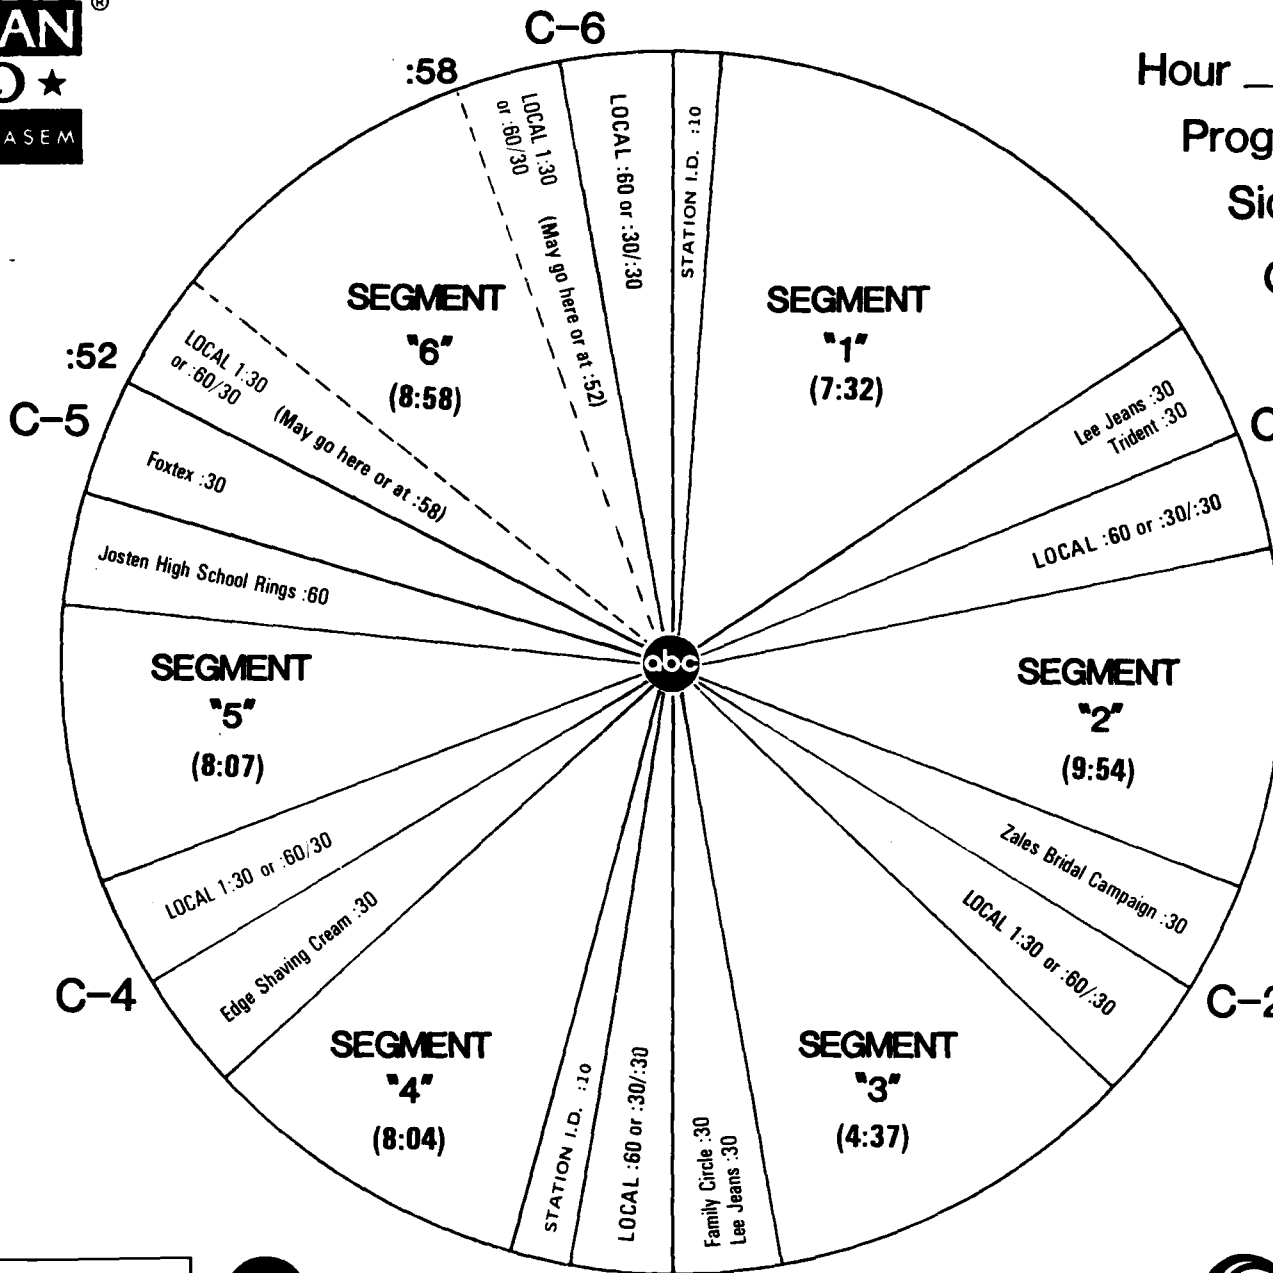 AN ®
ASEM
C-6
:58
Hour
Prog
Si
LOCAL 1:30
or :60/30
(May go here or at :52)
LOCAL :60 or :30/:30
STATION I.D. :10
SEGMENT
"1"
(7:32)
Lee Jeans :30
Trident :30
LOCAL :60 or :30/:30
SEGMENT
"2"
(9:54)
Zales Bridal Campaign :30
LOCAL 1:30 or :60/:30
C-2
SEGMENT
"3"
(4:37)
Family Circle :30
Lee Jeans :30
LOCAL :60 or :30/:30
STATION I.D. :10
SEGMENT
"4"
(8:04)
Edge Shaving Cream :30
C-4
LOCAL 1:30 or :60/30
SEGMENT
"5"
(8:07)
Josten High School Rings :60
Foxtex :30
C-5
:52
LOCAL 1:30
or :60/30
(May go here or at :58)
SEGMENT
"6"
(8:58)
abc